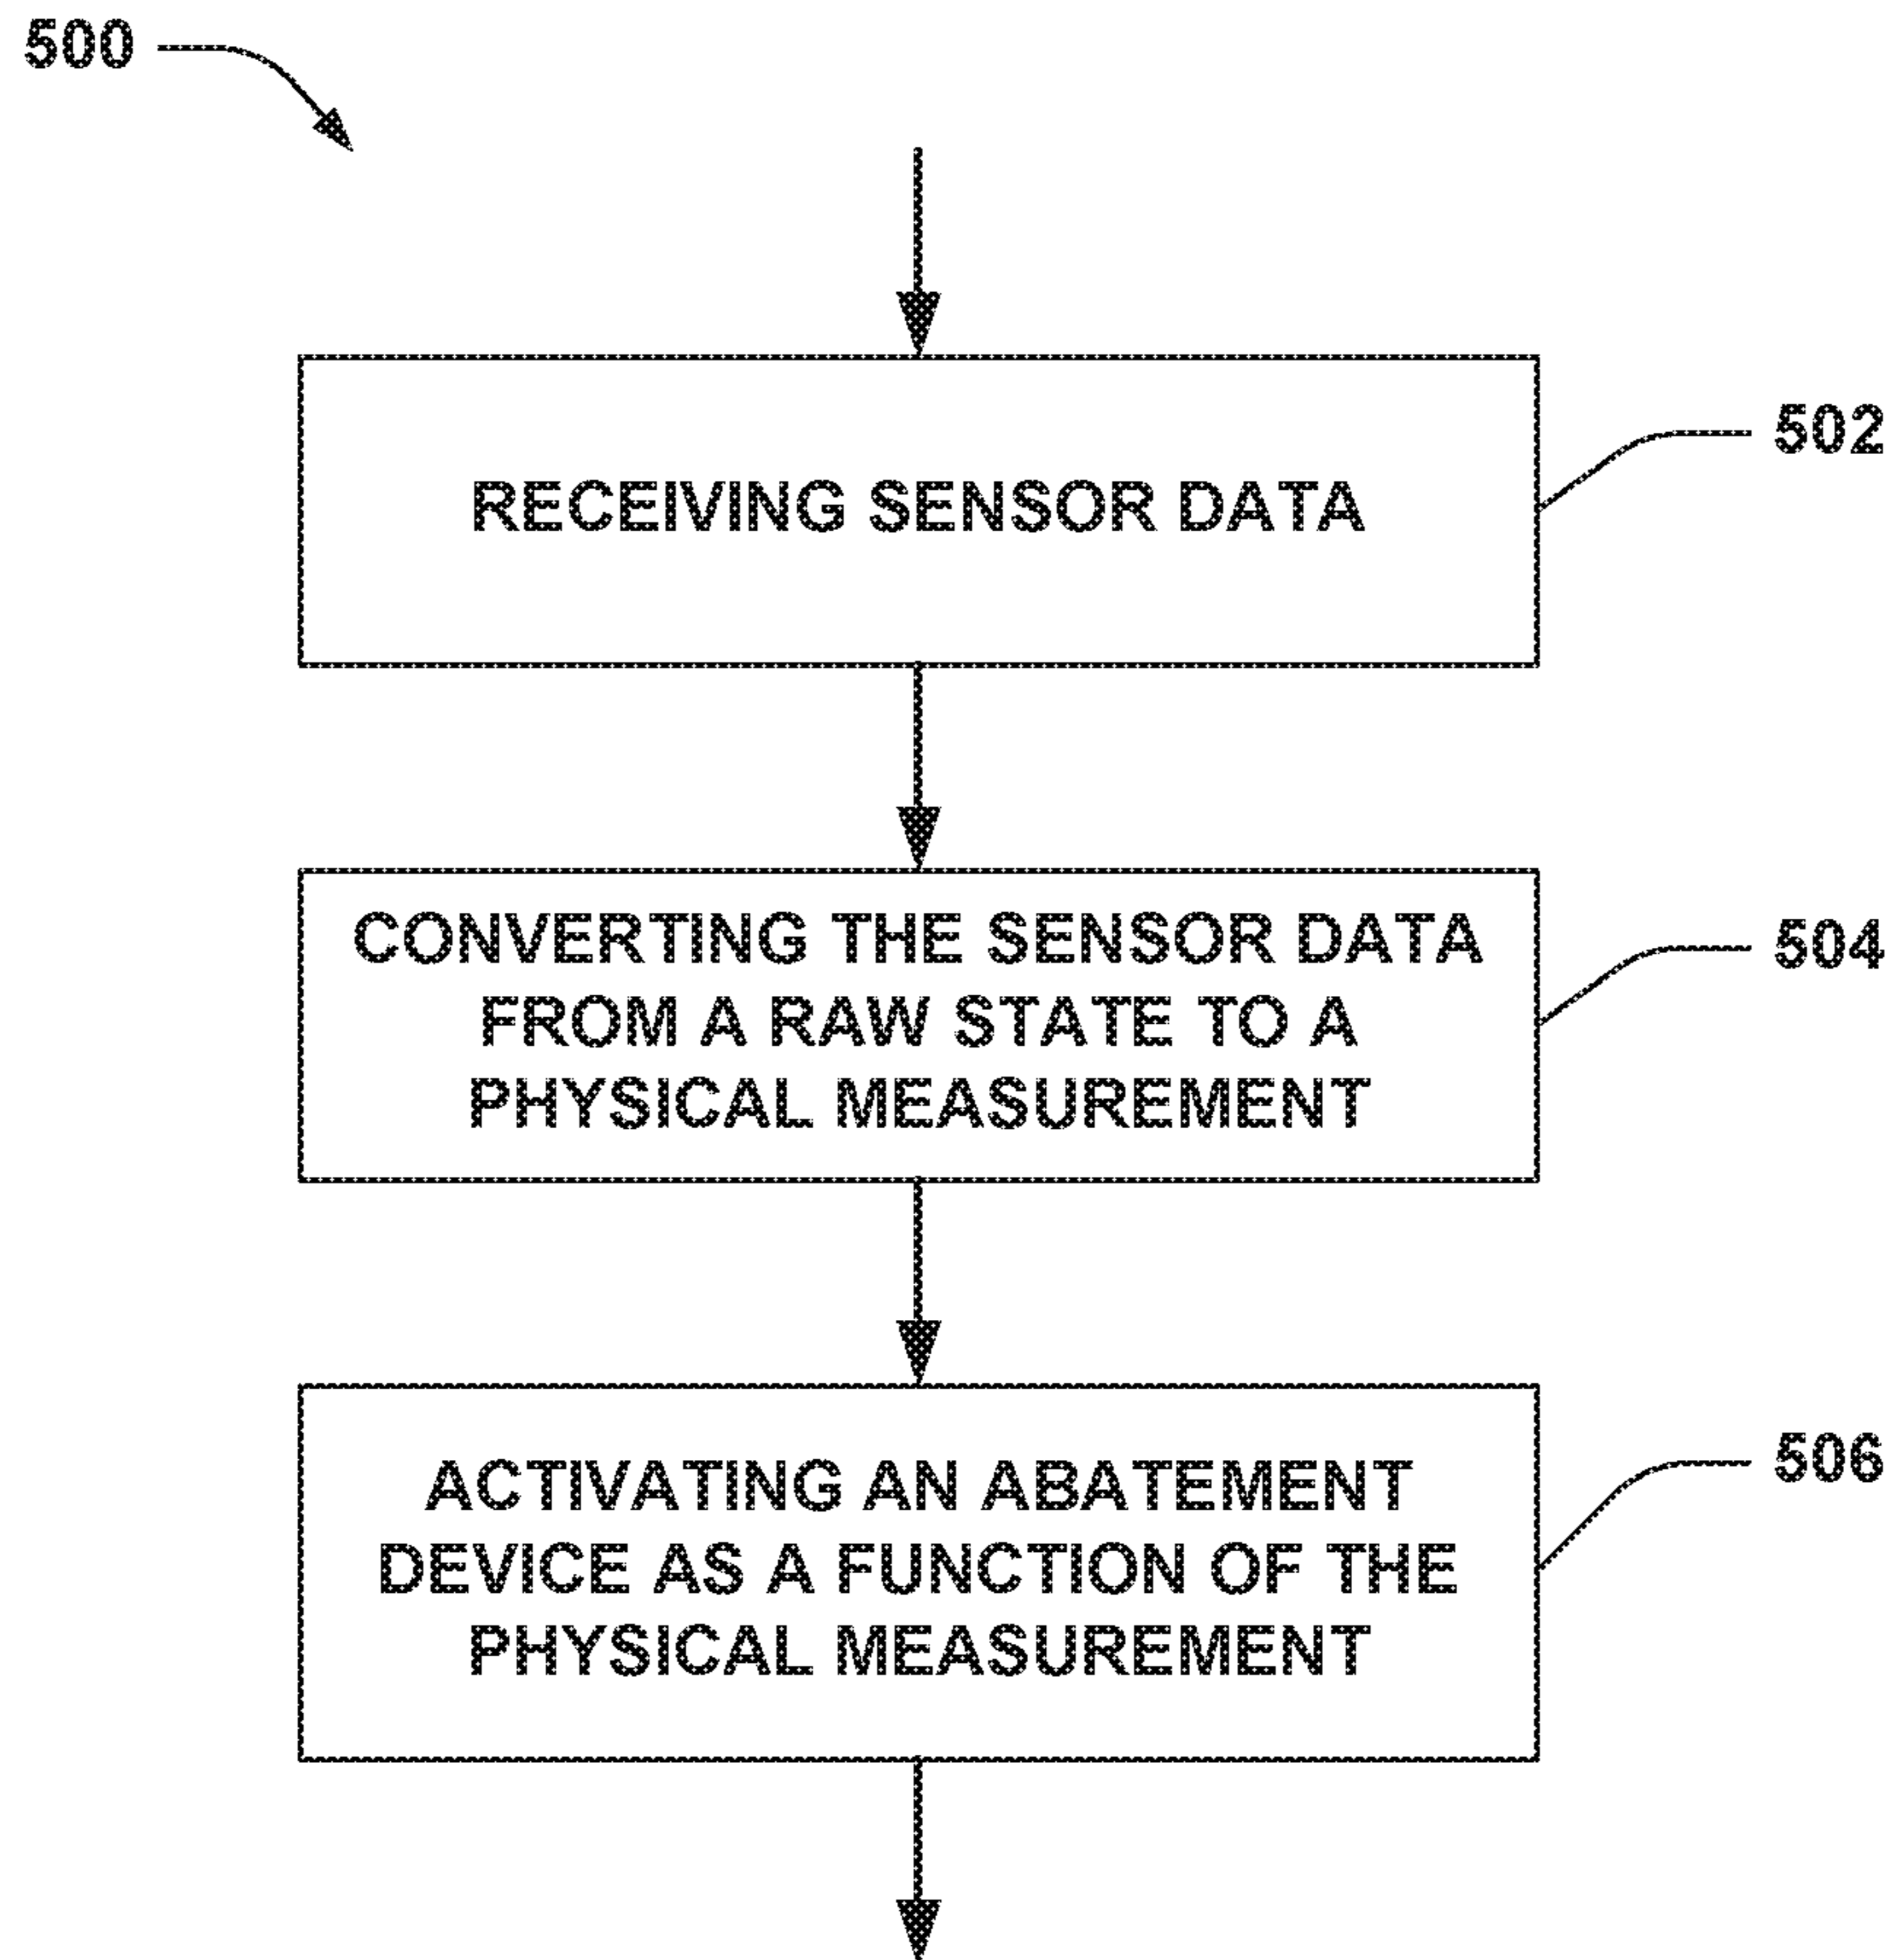 500
RECEIVING SENSOR DATA
502
CONVERTING THE SENSOR DATA
FROM A RAW STATE TO A
PHYSICAL MEASUREMENT
504
ACTIVATING AN ABATEMENT
DEVICE AS A FUNCTION OF THE
PHYSICAL MEASUREMENT
506